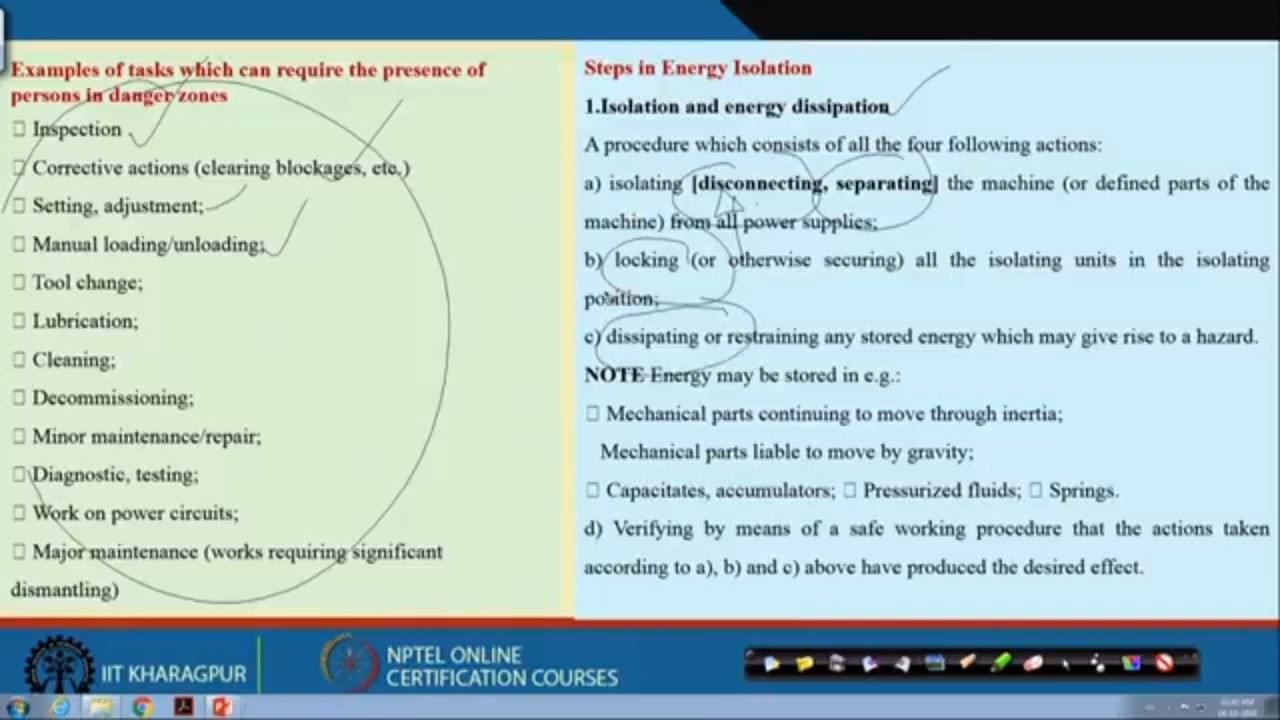 Examples of tasks which can require the presence of
persons in danger zones
Inspection
Corrective actions (clearing blockages, etc.)
Setting, adjustment;
Manual loading/unloading;
Tool change;
Lubrication;
Cleaning;
Decommissioning;
Minor maintenance/repair;
Diagnostic, testing;
Work on power circuits;
Major maintenance (works requiring significant
dismantling)
Steps in Energy Isolation
1.Isolation and energy dissipation
A procedure which consists of all the four following actions:
a) isolating [disconnecting, separating] the machine (or defined parts of the
machine) from all power supplies;
b) locking (or otherwise securing) all the isolating units in the isolating
position;
c) dissipating or restraining any stored energy which may give rise to a hazard.
NOTE Energy may be stored in e.g.:
Mechanical parts continuing to move through inertia;
Mechanical parts liable to move by gravity;
Capacitates, accumulators; Pressurized fluids; Springs.
d) Verifying by means of a safe working procedure that the actions taken
according to a), b) and c) above have produced the desired effect.
IIT KHARAGPUR
NPTEL ONLINE
CERTIFICATION COURSES